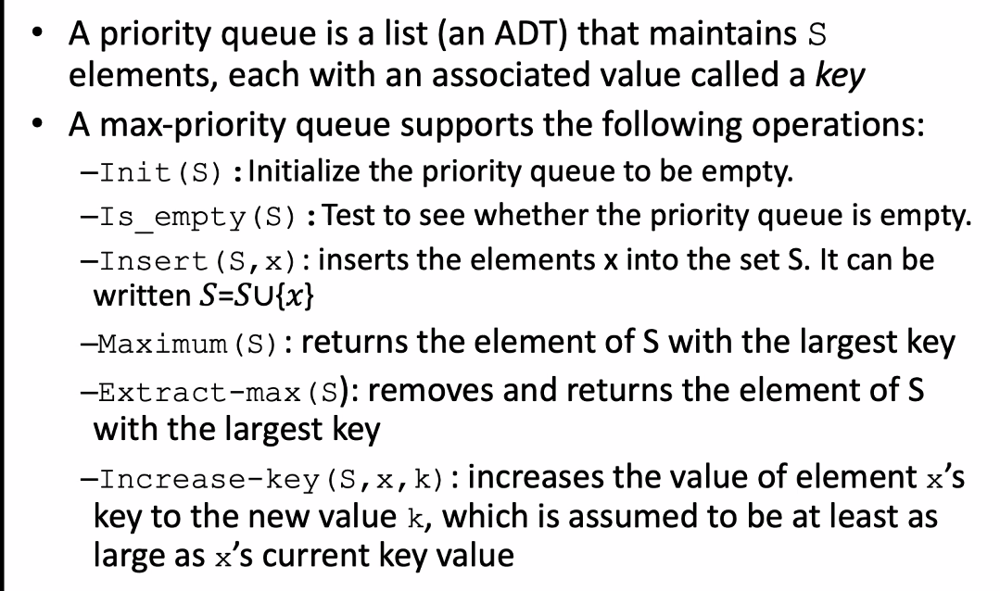 • A priority queue is a list (an ADT) that maintains S
elements, each with an associated value called a key
• A max-priority queue supports the following operations:
–Init(S) :Initialize the priority queue to be empty.
–Is_empty(S) :Test to see whether the priority queue is empty.
–Insert(S,x): inserts the elements x into the set S. It can be
written S=S∪{x}
–Maximum(S): returns the element of S with the largest key
–Extract-max(S): removes and returns the element of S
with the largest key
–Increase-key(S,x,k): increases the value of element x’s
key to the new value k, which is assumed to be at least as
large as x’s current key value